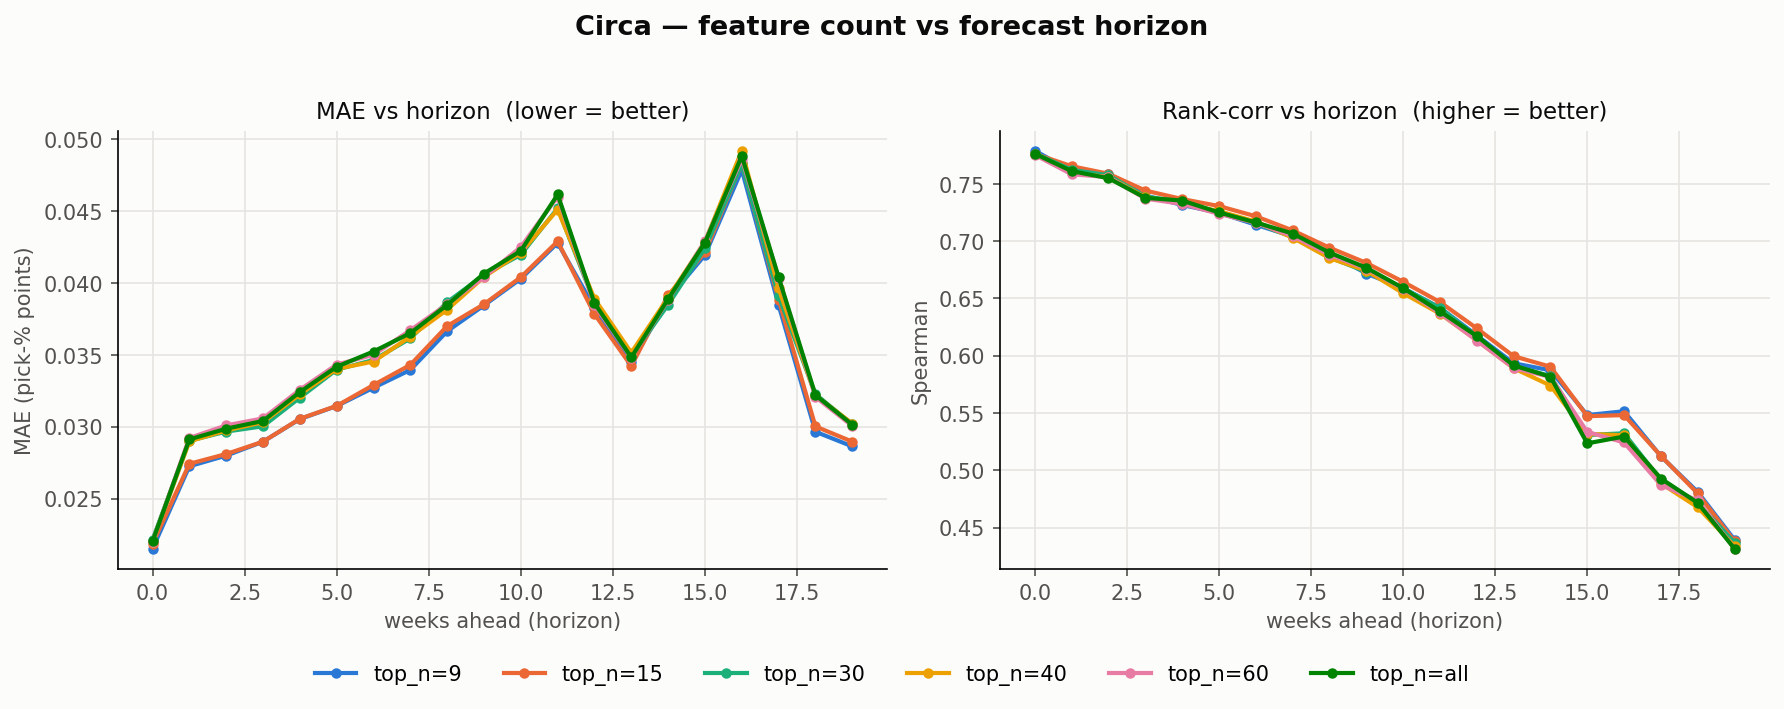 Circa — feature count vs forecast horizon
MAE vs horizon  (lower = better)
MAE (pick-% points)
0.050
0.045
0.040
0.035
0.030
0.025
0.0 2.5 5.0 7.5 10.0 12.5 15.0 17.5
weeks ahead (horizon)
Rank-corr vs horizon  (higher = better)
Spearman
0.75
0.70
0.65
0.60
0.55
0.50
0.45
0.0 2.5 5.0 7.5 10.0 12.5 15.0 17.5
weeks ahead (horizon)
top_n=9 top_n=15 top_n=30 top_n=40 top_n=60 top_n=all